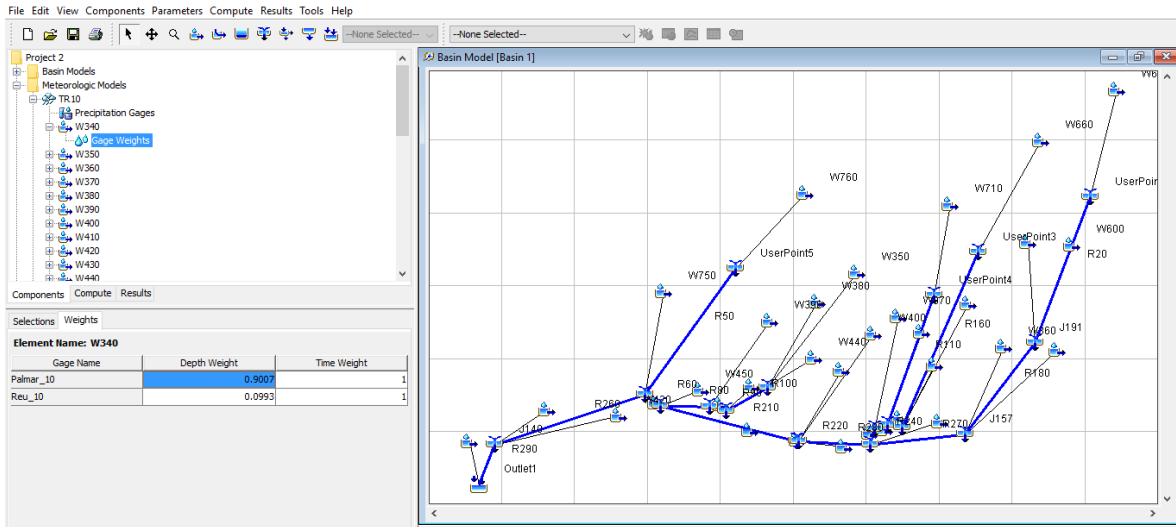 File Edit View Components Parameters Compute Results Tools Help
--None Selected-- --None Selected--
Project 2
Basin Models
Meteorologic Models
TR10
Precipitation Gages
W340
Gage Weights
W350
W360
W370
W380
W390
W400
W410
W420
W430
W440
Components Compute Results
Selections Weights
Element Name: W340
Gage Name Depth Weight Time Weight
Palmar_10 0.9007 1
Reu_10 0.0993 1
Basin Model [Basin 1]
W6
W660
W760
W710
UserPoin
W600
UserPoint3
UserPoint5
W350
R20
W750
W380
UserPoint4
W390
R50
W400
R160
J191
W440
R110
R180
R60
W450
R100
R260
R210
J157
R220
R240
R270
J140
R290
Outlet1